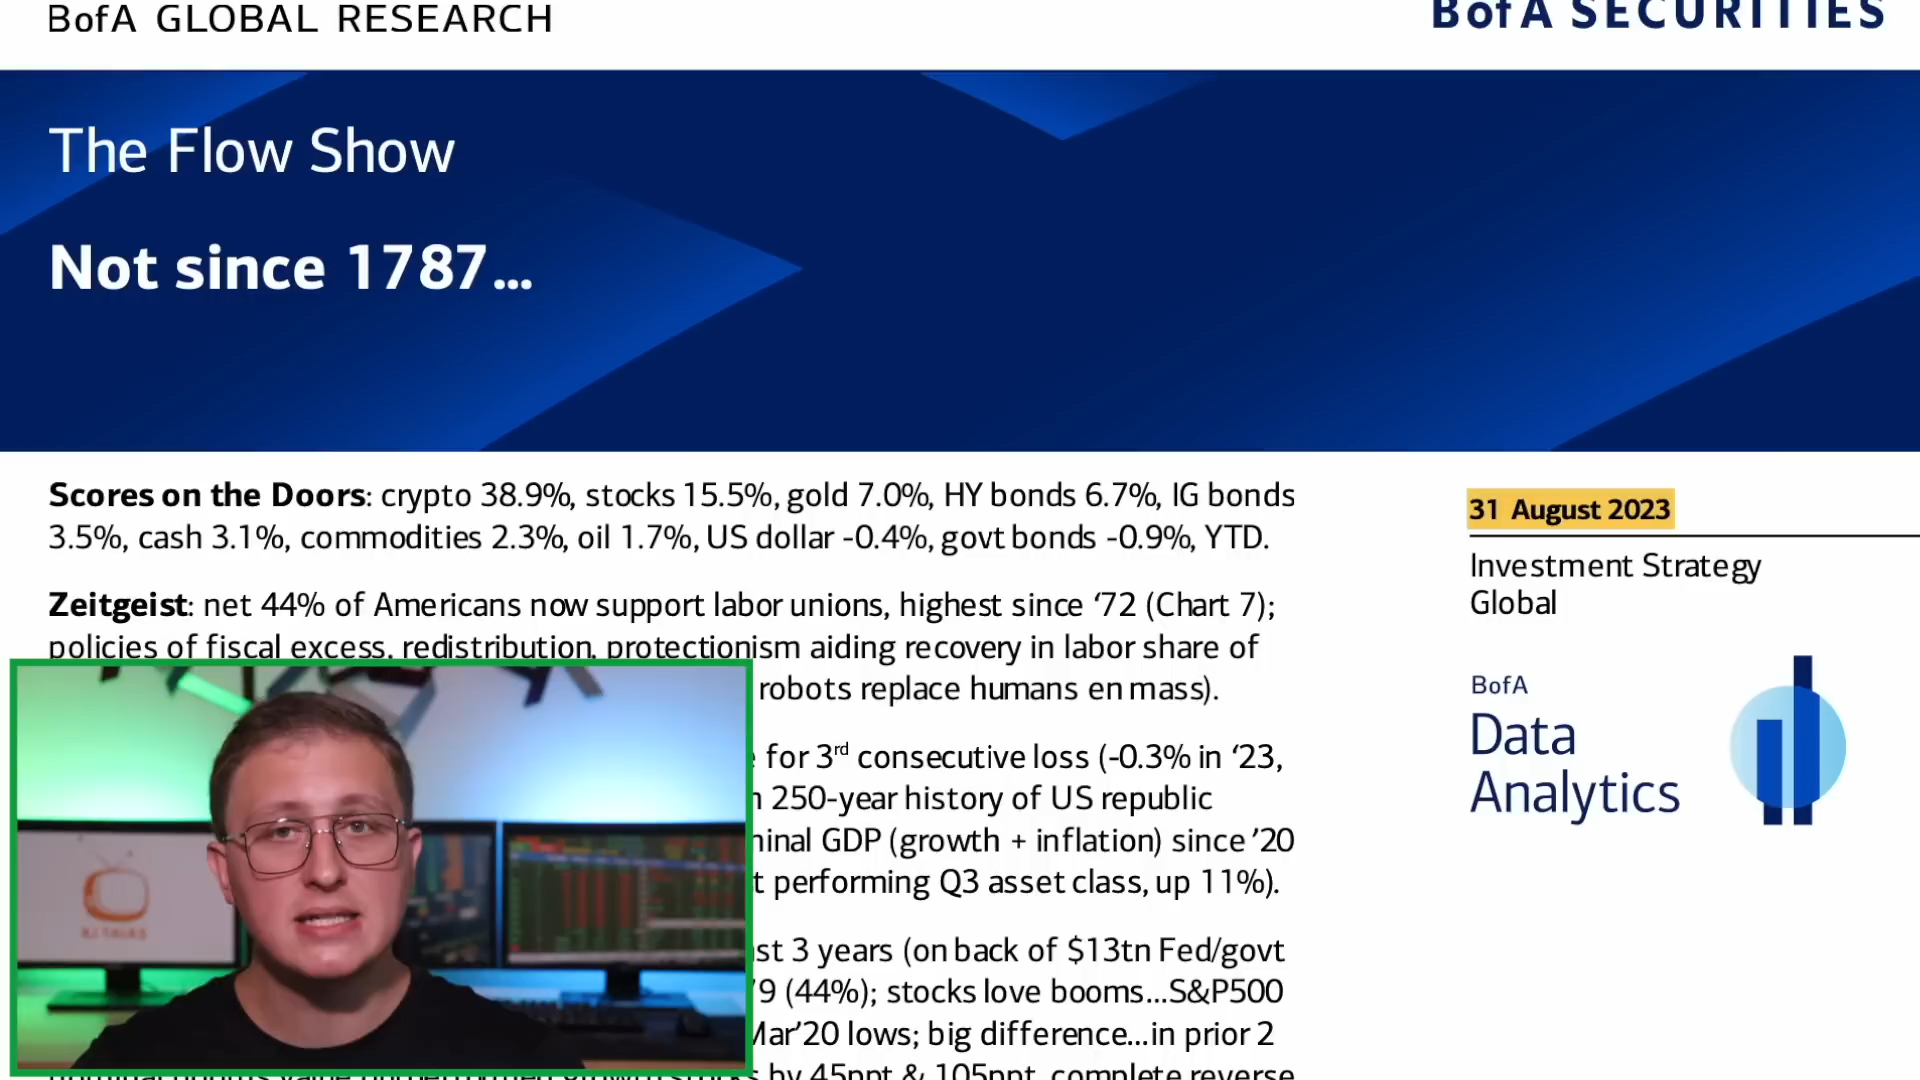 BofA GLOBAL RESEARCH
BofA SECURITIES
The Flow Show
Not since 1787...
Scores on the Doors: crypto 38.9%, stocks 15.5%, gold 7.0%, HY bonds 6.7%, IG bonds
3.5%, cash 3.1%, commodities 2.3%, oil 1.7%, US dollar -0.4%, govt bonds -0.9%, YTD.
Zeitgeist: net 44% of Americans now support labor unions, highest since ‘72 (Chart 7);
policies of fiscal excess, redistribution, protectionism aiding recovery in labor share of
robots replace humans en mass).
for 3rd consecutive loss (-0.3% in ‘23,
250-year history of US republic
GDP (growth + inflation) since ’20
performing Q3 asset class, up 11%).
3 years (on back of $13tn Fed/govt
(44%); stocks love booms...S&P500
Mar’20 lows; big difference...in prior 2
by 45ppt & 105ppt, complete reverse
31 August 2023
Investment Strategy
Global
BofA
Data
Analytics